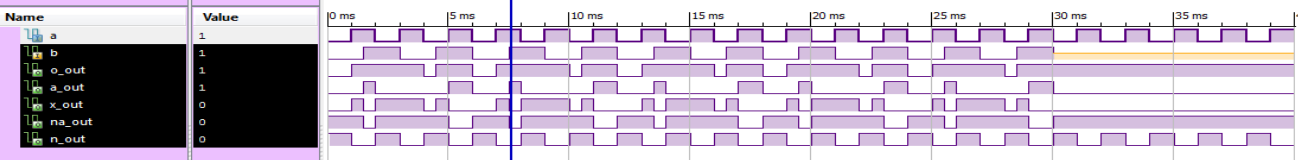 Name Value 0 ms 5 ms 10 ms 15 ms 20 ms 25 ms 30 ms 35 ms
a 1
b 1
o_out 1
a_out 1
x_out 0
na_out 0
n_out 0